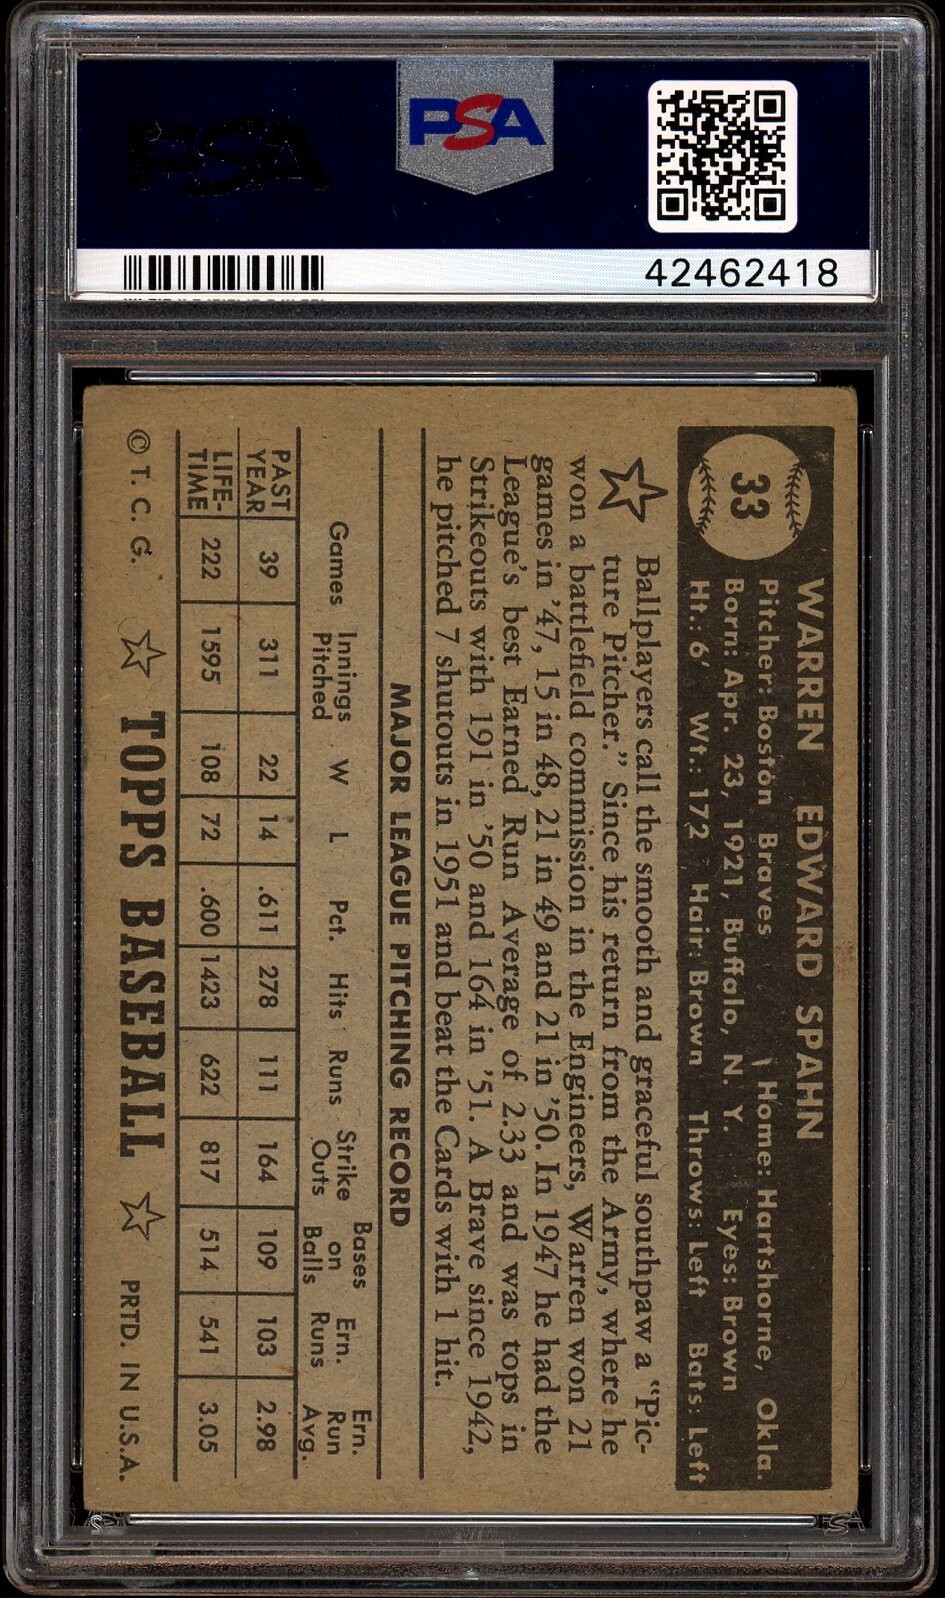 PSA
PSA
42462418
33
WARREN EDWARD SPAHN
Pitcher: Boston Braves Home: Hartshorne, Okla.
Born: Apr. 23, 1921, Buffalo, N. Y. Eyes: Brown
Ht.: 6' Wt.: 172 Hair: Brown Throws: Left Bats: Left
Ballplayers call the smooth and graceful southpaw a "Pic-
ture Pitcher." Since his return from the Army, where he
won a battlefield commission in the Engineers, Warren won 21
games in '47, 15 in 48, 21 in 49 and 21 in '50. In 1947 he had the
League's best Earned Run Average of 2.33 and was tops in
Strikeouts with 191 in '50 and 164 in '51. A Brave since 1942,
he pitched 7 shutouts in 1951 and beat the Cards with 1 hit.
MAJOR LEAGUE PITCHING RECORD
Games Innings Pitched W L Pct. Hits Runs Strike Outs Bases on Balls Ern. Runs Ern. Run Avg.
PAST YEAR 39 311 22 14 .611 278 111 164 109 103 2.98
LIFE-TIME 222 1595 108 72 .600 1423 622 817 514 541 3.05
© T. C. G. TOPPS BASEBALL PRTD. IN U.S.A.